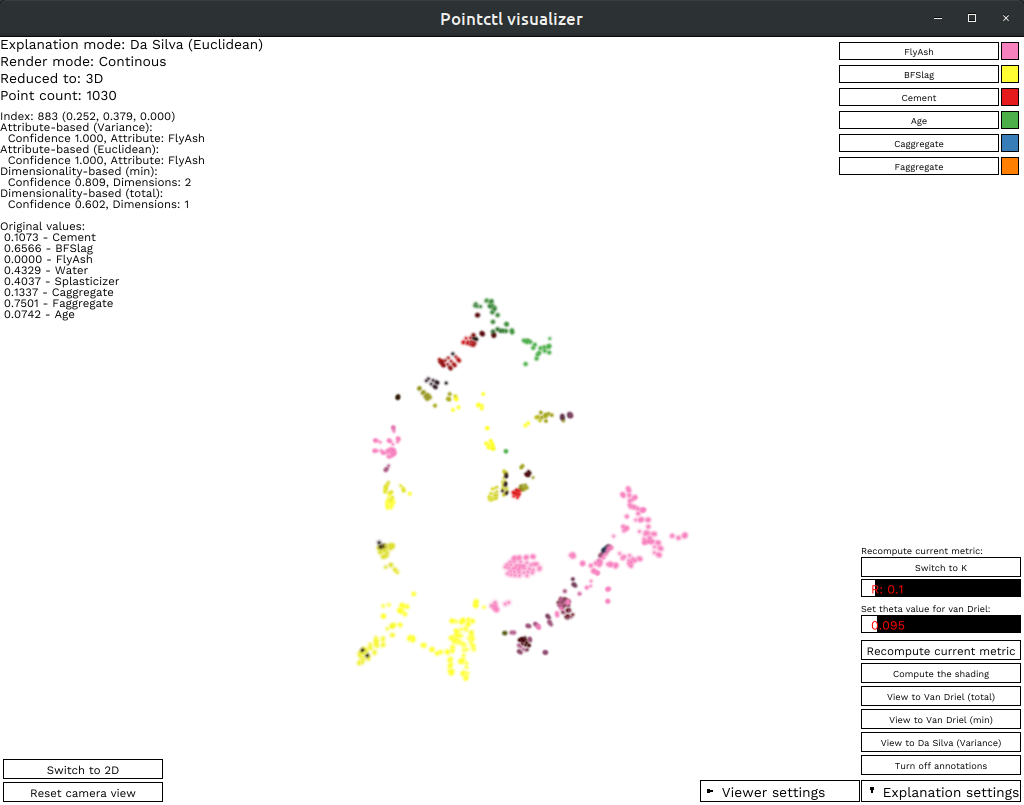 Pointctl visualizer
Explanation mode: Da Silva (Euclidean)
Render mode: Continous
Reduced to: 3D
Point count: 1030
Index: 883 (0.252, 0.379, 0.000)
Attribute-based (Variance):
Confidence 1.000, Attribute: FlyAsh
Attribute-based (Euclidean):
Confidence 1.000, Attribute: FlyAsh
Dimensionality-based (min):
Confidence 0.809, Dimensions: 2
Dimensionality-based (total):
Confidence 0.602, Dimensions: 1
Original values:
0.1073 - Cement
0.6566 - BFSlag
0.0000 - FlyAsh
0.4329 - Water
0.4037 - Splasticizer
0.1337 - Caggregate
0.7501 - Faggregate
0.0742 - Age
FlyAsh
BFSlag
Cement
Age
Caggregate
Faggregate
Recompute current metric:
Switch to K
R: 0.1
Set theta value for van Driel:
0.095
Recompute current metric
Compute the shading
View to Van Driel (total)
View to Van Driel (min)
View to Da Silva (Variance)
Turn off annotations
Switch to 2D
Reset camera view
Viewer settings
Explanation settings